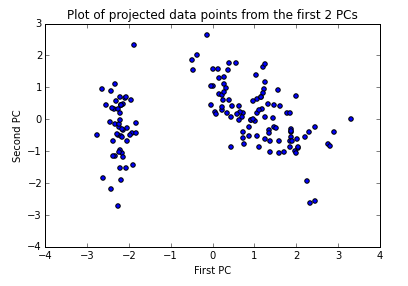 Plot of projected data points from the first 2 PCs
3
2
1
0
−1
−2
−3
−4
Second PC
−4 −3 −2 −1 0 1 2 3 4
First PC